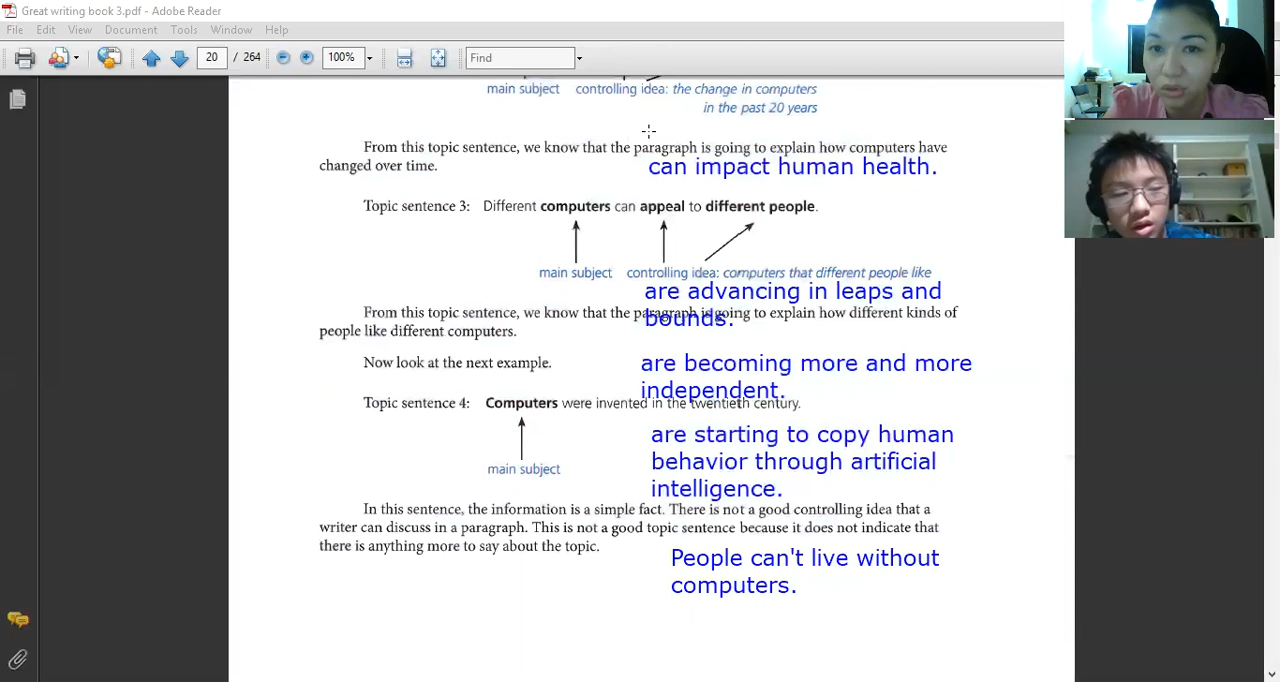 Great writing book 3.pdf - Adobe Reader
File Edit View Document Tools Window Help
20 / 264 100% Find
main subject controlling idea: the change in computers
in the past 20 years
From this topic sentence, we know that the paragraph is going to explain how computers have
changed over time.
can impact human health.
Topic sentence 3: Different computers can appeal to different people.
main subject controlling idea: computers that different people like
are advancing in leaps and
bounds.
From this topic sentence, we know that the paragraph is going to explain how different kinds of
people like different computers.
Now look at the next example.
are becoming more and more
independent.
Topic sentence 4: Computers were invented in the twentieth century.
are starting to copy human
behavior through artificial
intelligence.
main subject
In this sentence, the information is a simple fact. There is not a good controlling idea that a
writer can discuss in a paragraph. This is not a good topic sentence because it does not indicate that
there is anything more to say about the topic.
People can't live without
computers.